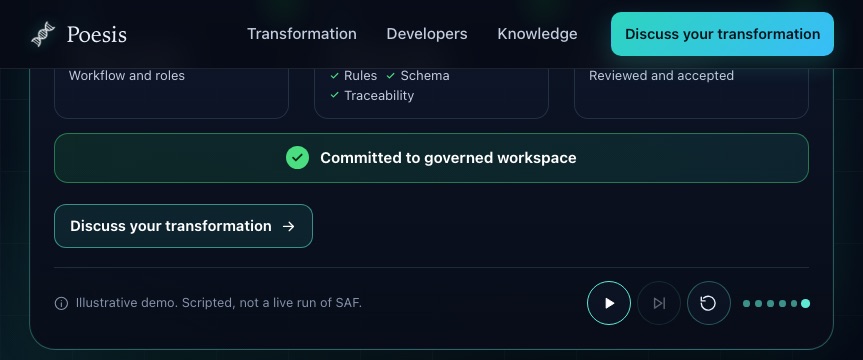 Poesis
Transformation
Developers
Knowledge
Discuss your transformation
Workflow and roles
Rules
Schema
Traceability
Reviewed and accepted
Committed to governed workspace
Discuss your transformation →
Illustrative demo. Scripted, not a live run of SAF.